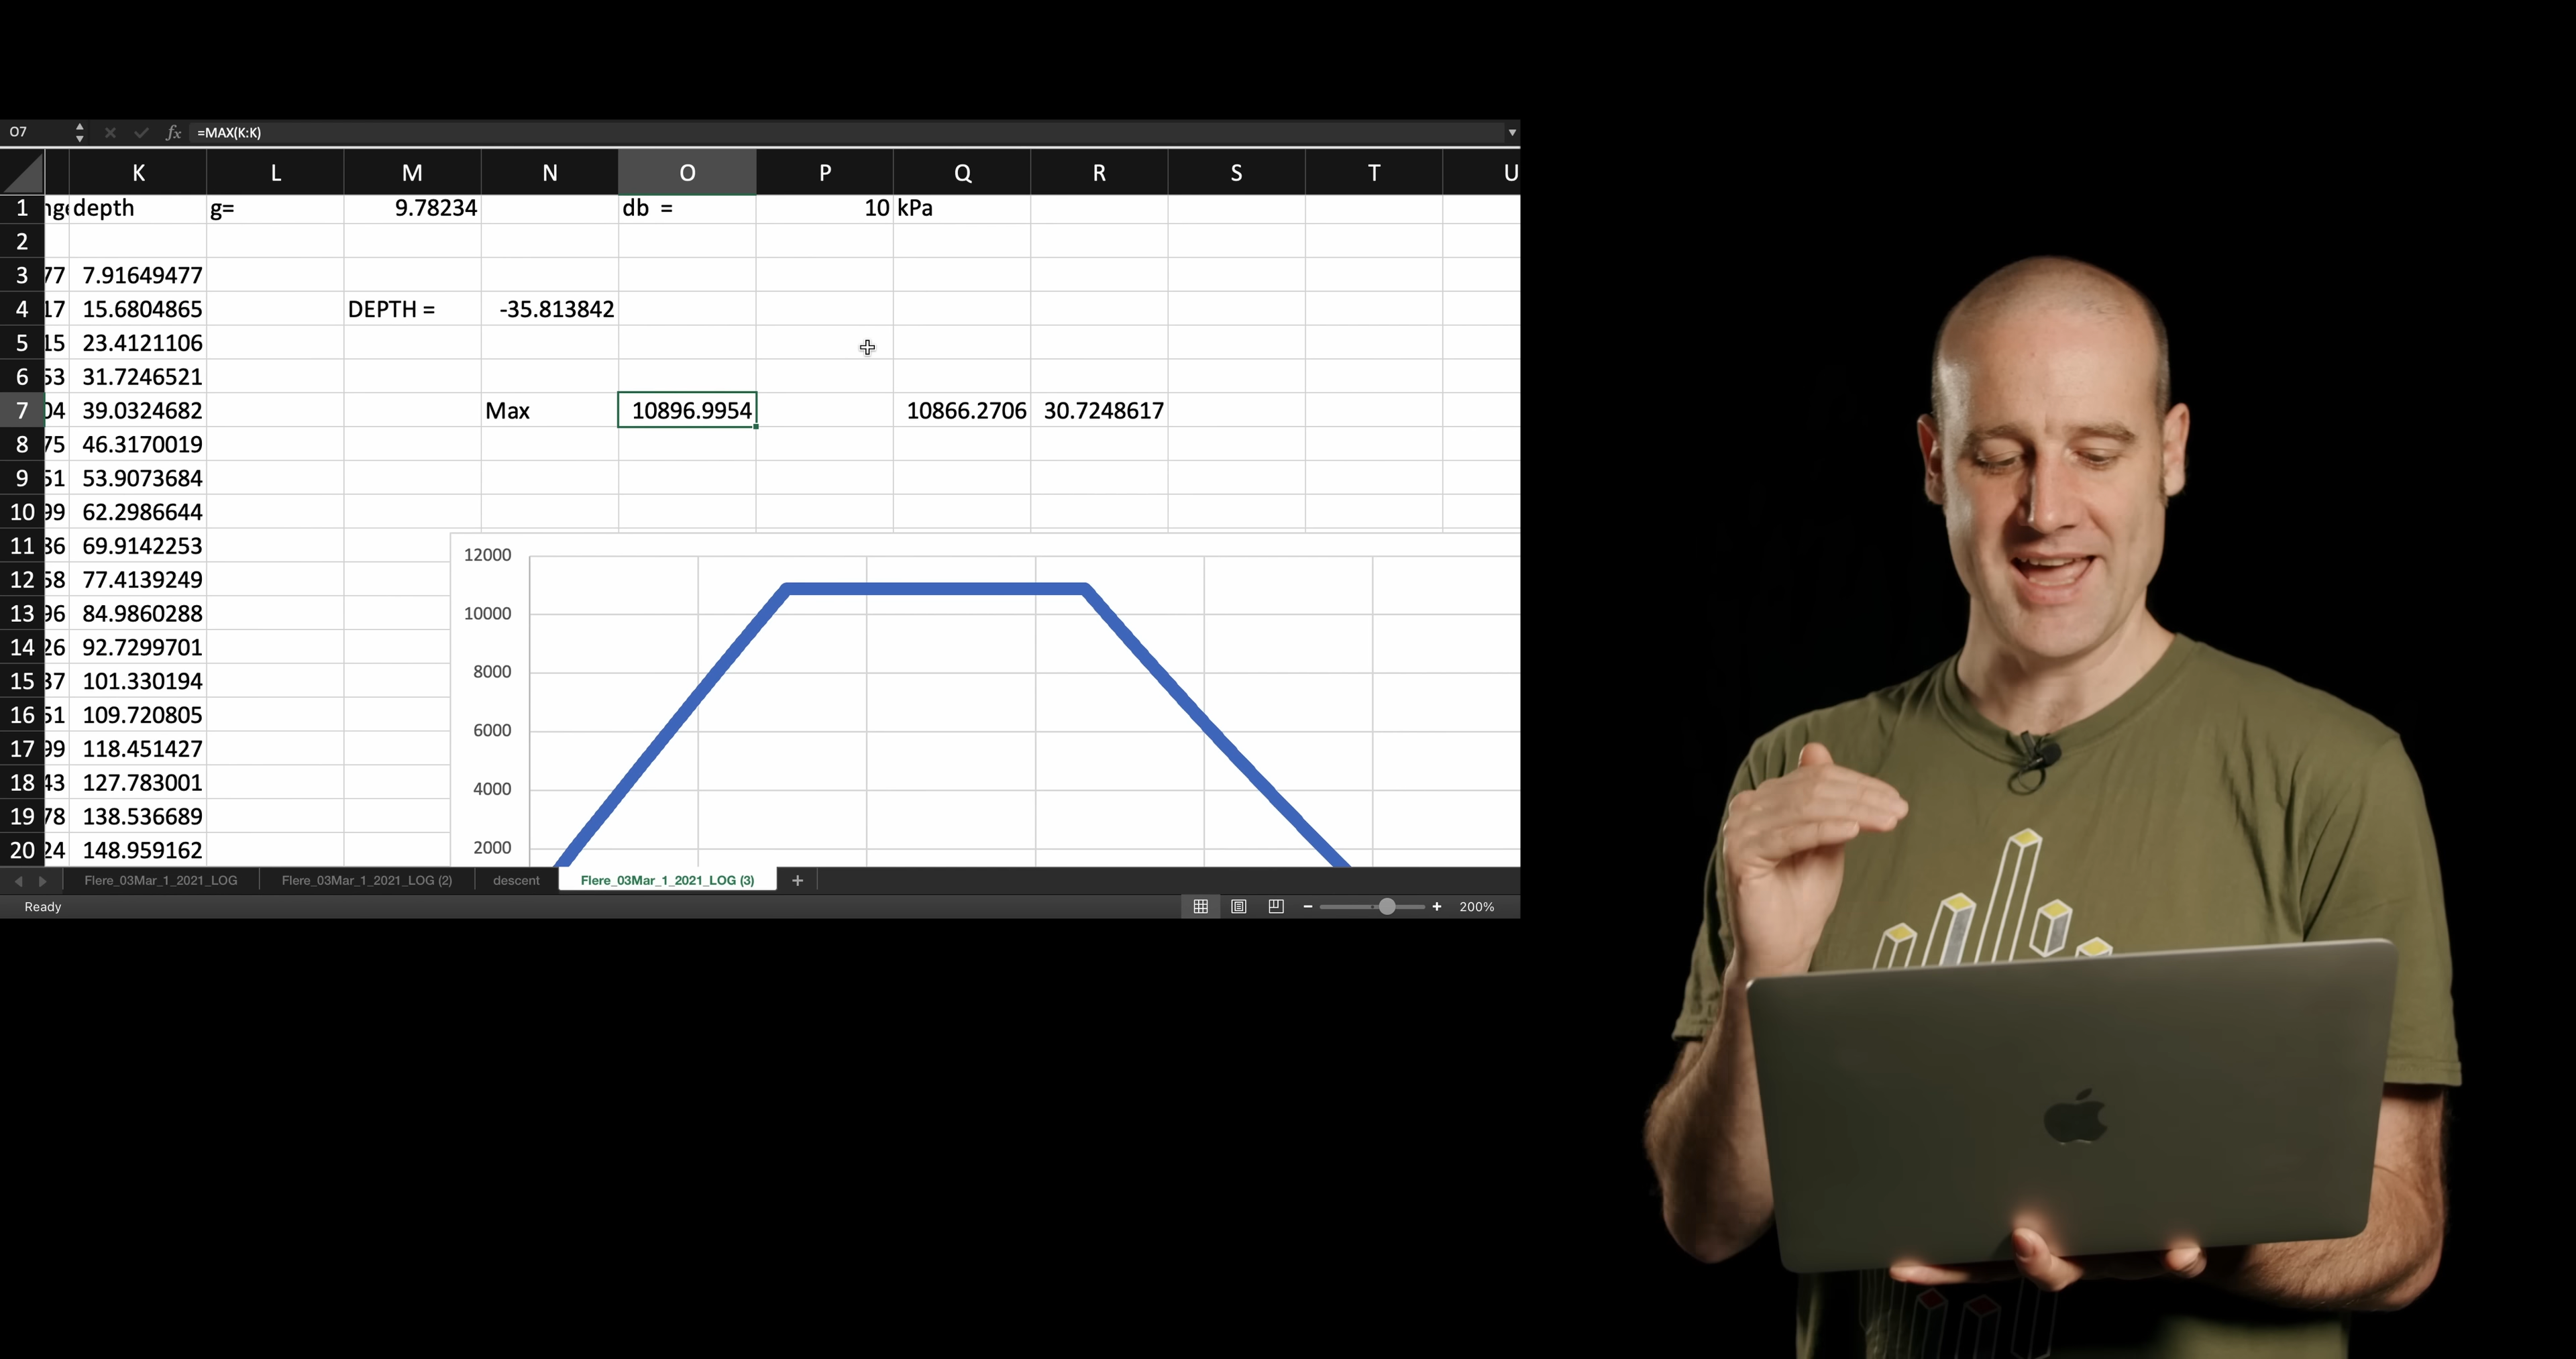 O7 fx =MAX(K:K)
K L M N O P Q R S T U
1 nge depth g= 9.78234 db = 10 kPa
2
3 77 7.91649477
4 17 15.6804865 DEPTH = -35.813842
5 15 23.4121106
6 53 31.7246521
7 04 39.0324682 Max 10896.9954 10866.2706 30.7248617
8 75 46.3170019
9 51 53.9073684
10 99 62.2986644
11 86 69.9142253
12 58 77.4139249
13 96 84.9860288
14 26 92.7299701
15 37 101.330194
16 51 109.720805
17 99 118.451427
18 43 127.783001
19 78 138.536689
20 24 148.959162
12000
10000
8000
6000
4000
2000
Flere_03Mar_1_2021_LOG Flere_03Mar_1_2021_LOG (2) descent Flere_03Mar_1_2021_LOG (3) +
Ready 200%